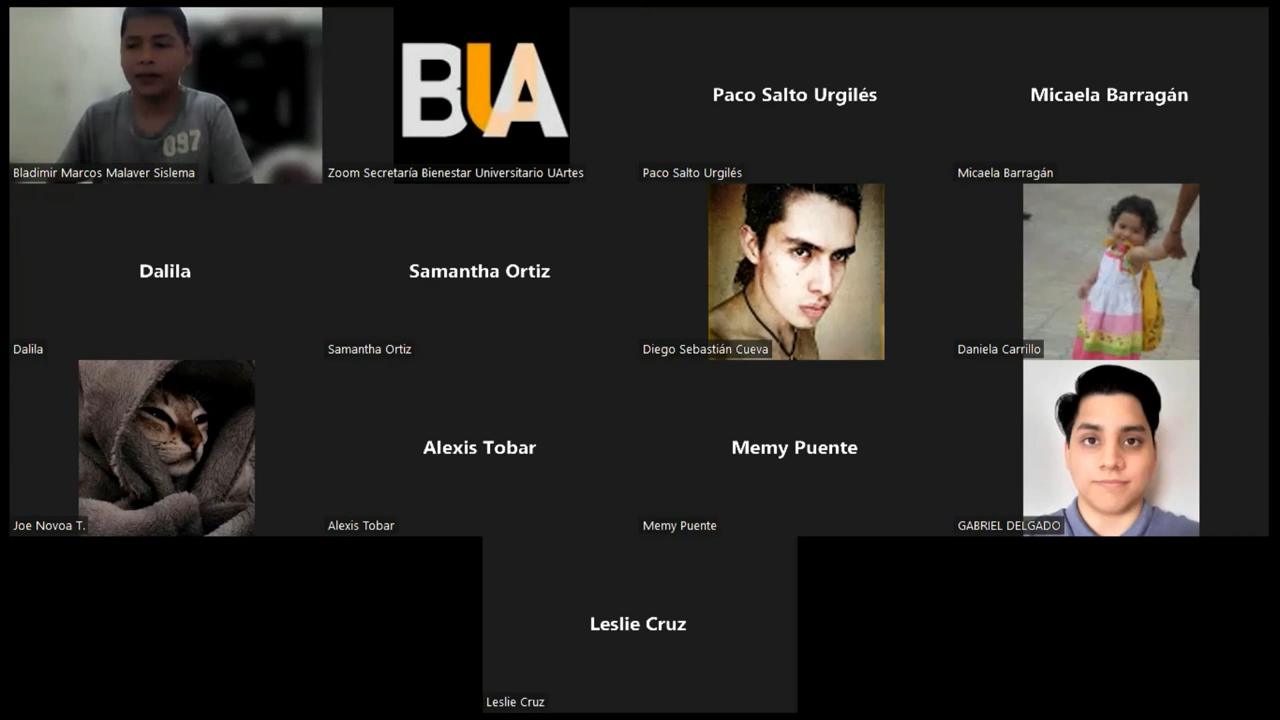 097
Bladimir Marcos Malaver Sislema
BUA
Zoom Secretaría Bienestar Universitario UArtes
Paco Salto Urgilés
Paco Salto Urgilés
Micaela Barragán
Micaela Barragán
Dalila
Dalila
Samantha Ortiz
Samantha Ortiz
Diego Sebastián Cueva
Daniela Carrillo
Joe Novoa T.
Alexis Tobar
Alexis Tobar
Memy Puente
Memy Puente
GABRIEL DELGADO
Leslie Cruz
Leslie Cruz